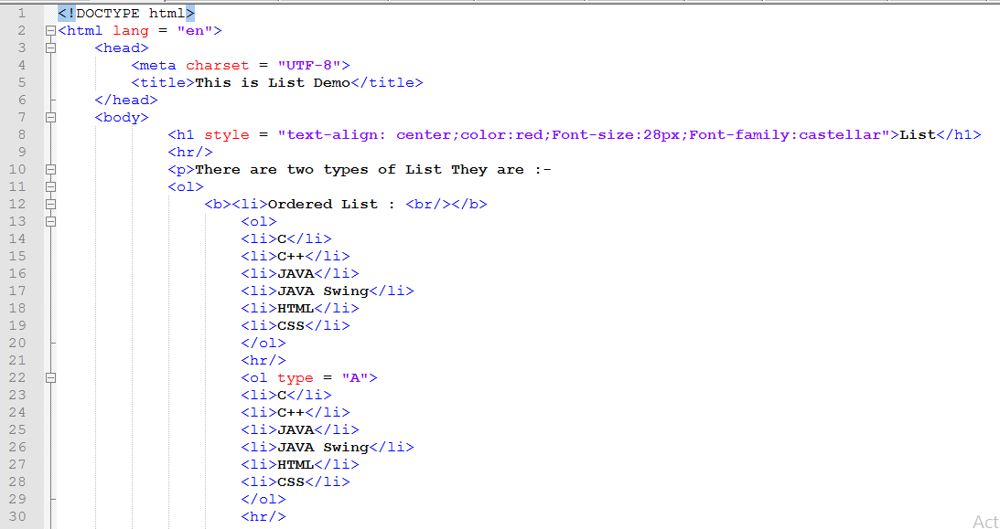 1 <!DOCTYPE html>
2 <html lang = "en">
3 <head>
4 <meta charset = "UTF-8">
5 <title>This is List Demo</title>
6 </head>
7 <body>
8 <h1 style = "text-align: center;color:red;Font-size:28px;Font-family:castellar">List</h1>
9 <hr/>
10 <p>There are two types of List They are :-
11 <ol>
12 <b><li>Ordered List : <br/></b>
13 <ol>
14 <li>C</li>
15 <li>C++</li>
16 <li>JAVA</li>
17 <li>JAVA Swing</li>
18 <li>HTML</li>
19 <li>CSS</li>
20 </ol>
21 <hr/>
22 <ol type = "A">
23 <li>C</li>
24 <li>C++</li>
25 <li>JAVA</li>
26 <li>JAVA Swing</li>
27 <li>HTML</li>
28 <li>CSS</li>
29 </ol>
30 <hr/>
Act